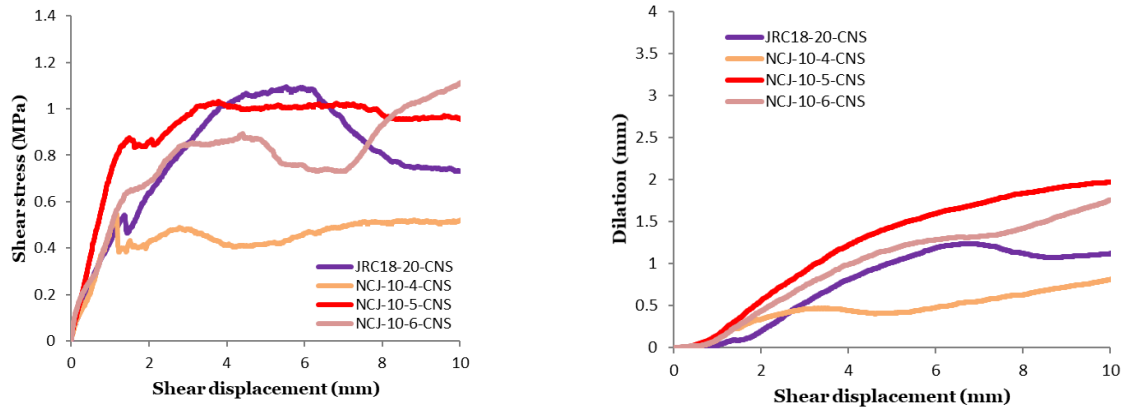 Shear stress (MPa)
1.4
1.2
1
0.8
0.6
0.4
0.2
0
0
2
4
6
8
10
Shear displacement (mm)
JRC18-20-CNS
NCJ-10-4-CNS
NCJ-10-5-CNS
NCJ-10-6-CNS
Dilation (mm)
4
3.5
3
2.5
2
1.5
1
0.5
0
0
2
4
6
8
10
Shear displacement (mm)
JRC18-20-CNS
NCJ-10-4-CNS
NCJ-10-5-CNS
NCJ-10-6-CNS